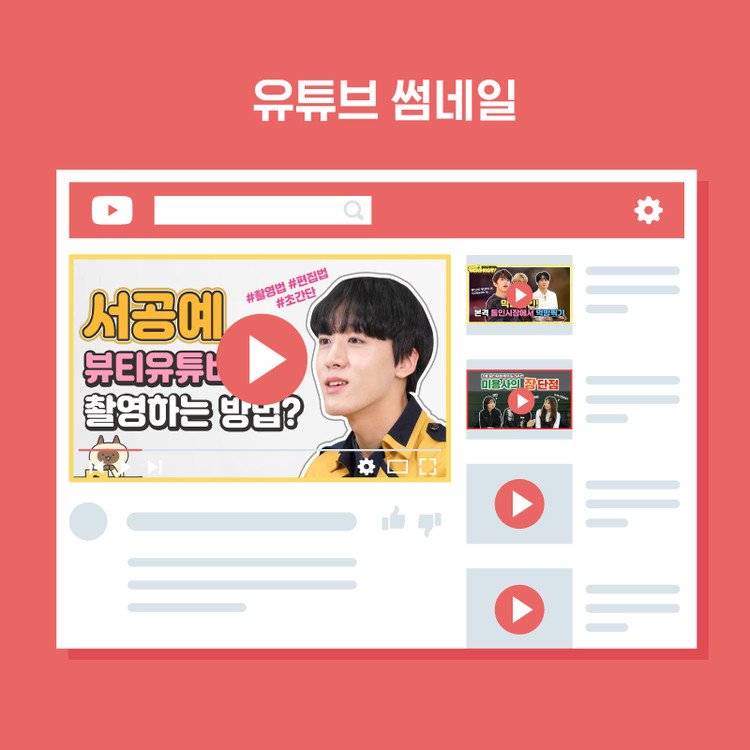 유튜브 썸네일
#촬영법 #편집법
#초간단
서공예
뷰티유튜브
촬영하는 방법?
본격 돌인시장에서 먹방찍기
미용사의 장 단점